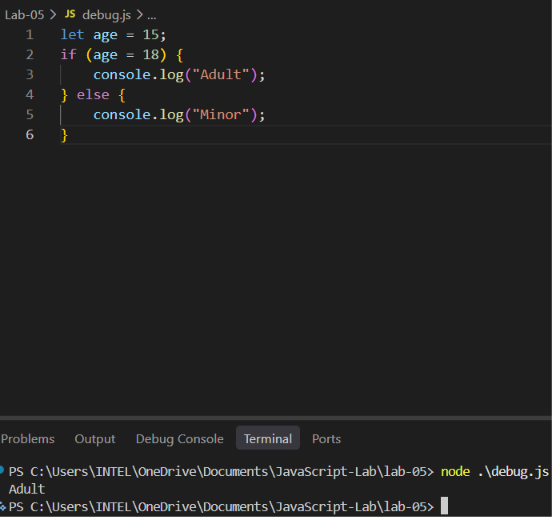 Lab-05 > JS debug.js > ...
1 let age = 15;
2 if (age = 18) {
3     console.log("Adult");
4 } else {
5     console.log("Minor");
6 }
Problems Output Debug Console Terminal Ports
PS C:\Users\INTEL\OneDrive\Documents\JavaScript-Lab\lab-05> node .\debug.js
Adult
PS C:\Users\INTEL\OneDrive\Documents\JavaScript-Lab\lab-05>